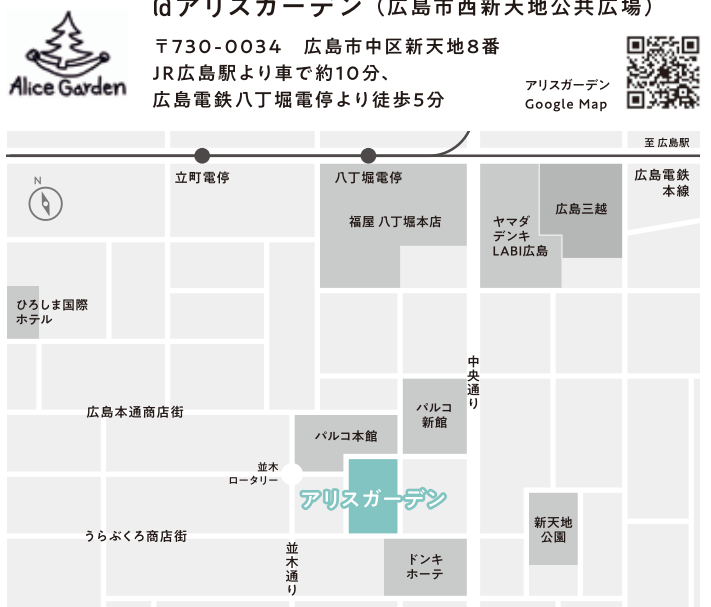 @アリスガーデン（広島市西新天地公共広場）
Alice Garden
〒730-0034　広島市中区新天地8番
JR広島駅より車で約10分、
広島電鉄八丁堀電停より徒歩5分
アリスガーデン
Google Map
至 広島駅
広島電鉄
本線
立町電停
八丁堀電停
N
福屋 八丁堀本店
ヤマダ
デンキ
LABI広島
広島三越
ひろしま国際
ホテル
中央通り
広島本通商店街
パルコ
新館
パルコ本館
並木
ロータリー
アリスガーデン
うらぶくろ商店街
並木通り
ドンキ
ホーテ
新天地
公園